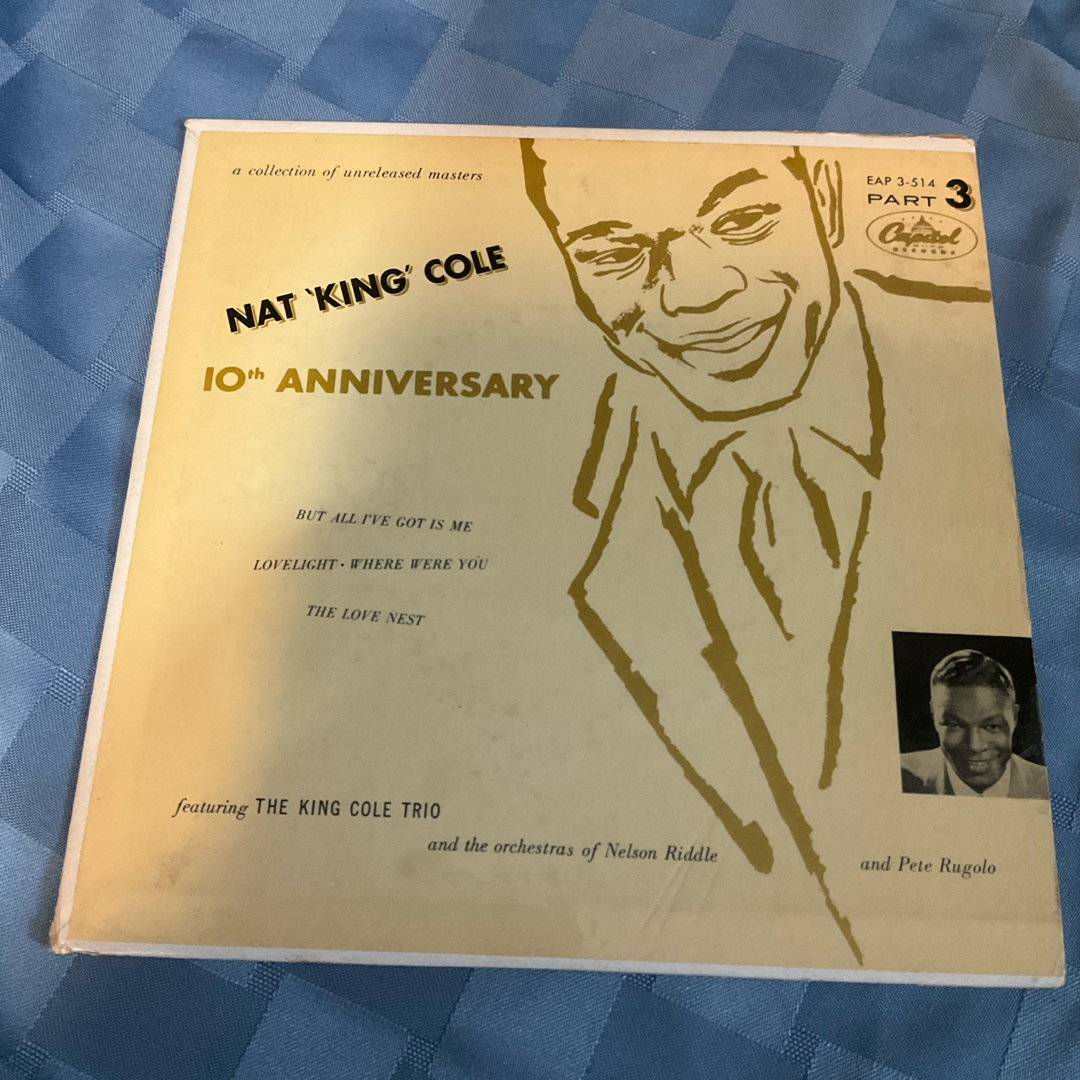 a collection of unreleased masters
EAP 3-514
PART 3
Capitol
RECORDS
NAT 'KING' COLE
10th ANNIVERSARY
BUT ALL I'VE GOT IS ME
LOVELIGHT · WHERE WERE YOU
THE LOVE NEST
featuring THE KING COLE TRIO
and the orchestras of Nelson Riddle
and Pete Rugolo